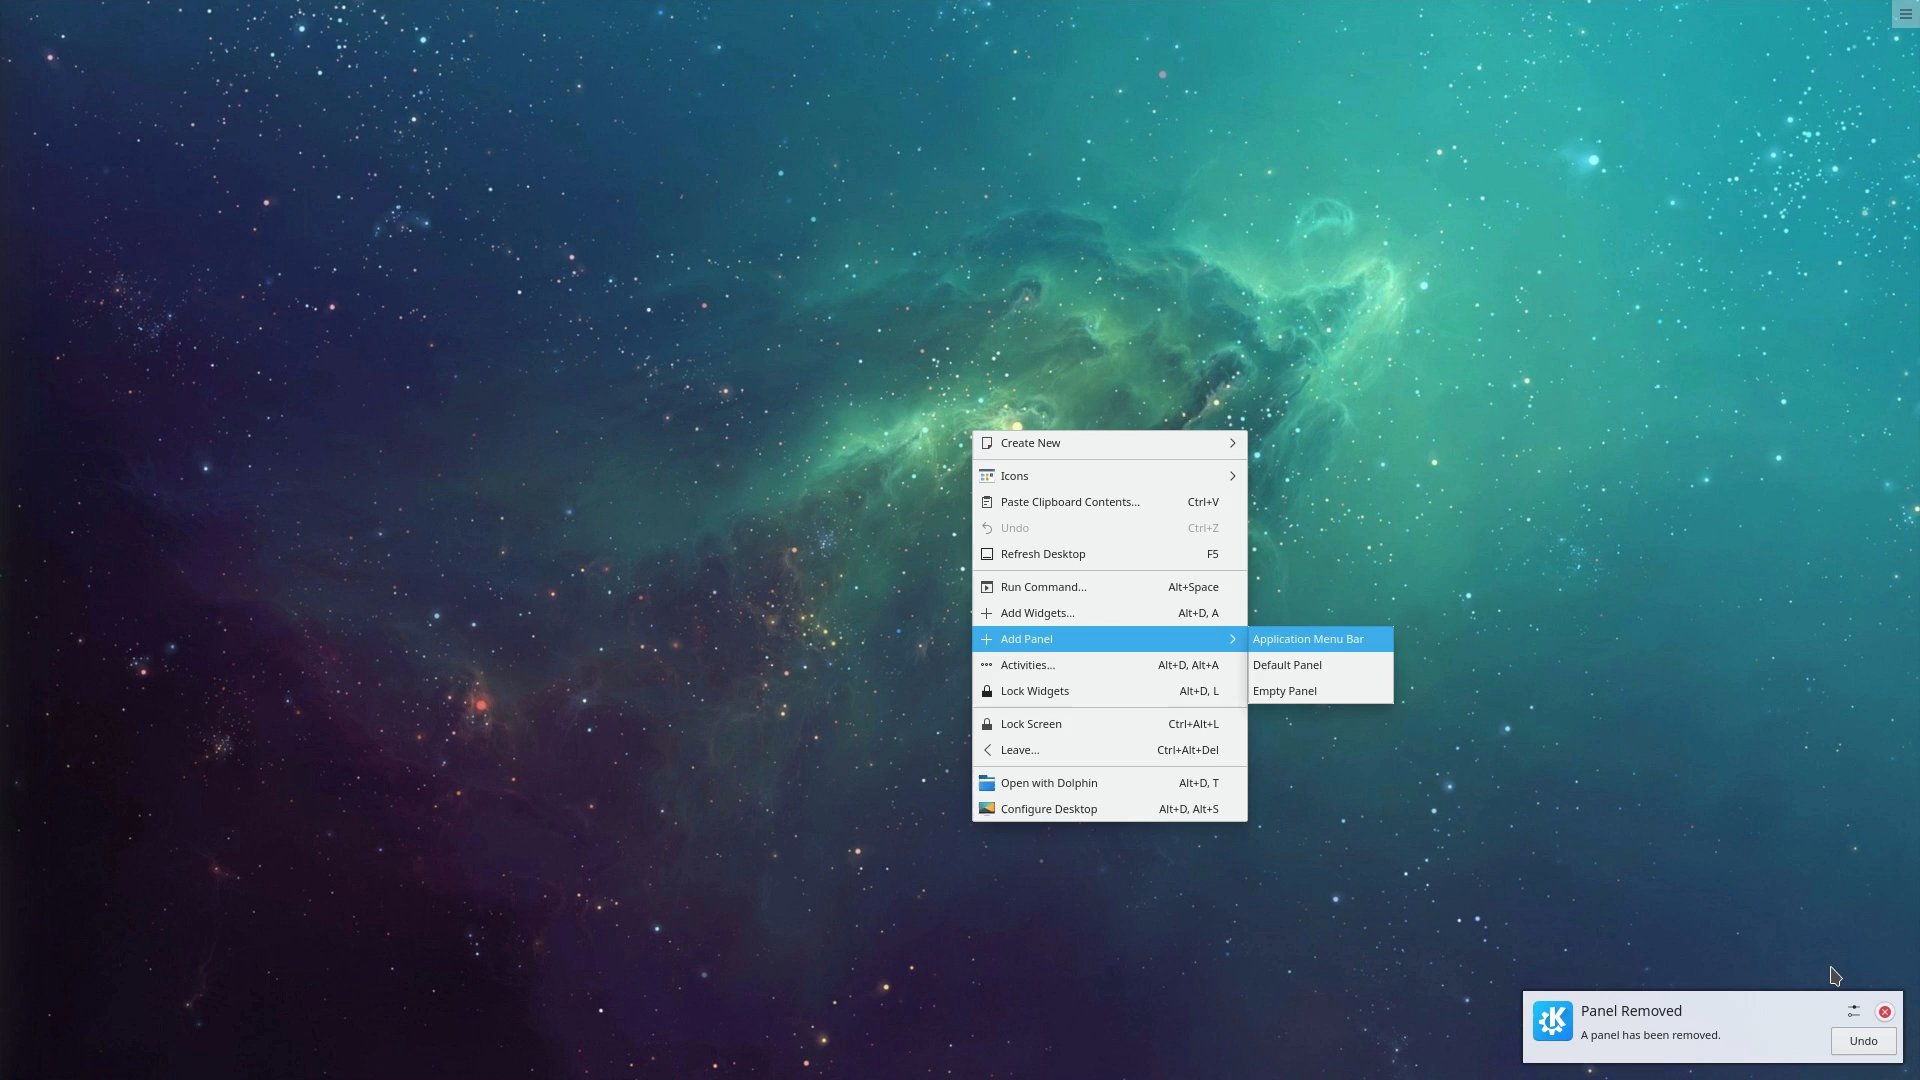 Create New
Icons
Paste Clipboard Contents... Ctrl+V
Undo Ctrl+Z
Refresh Desktop F5
Run Command... Alt+Space
Add Widgets... Alt+D, A
Add Panel Application Menu Bar
Activities... Alt+D, Alt+A Default Panel
Lock Widgets Alt+D, L Empty Panel
Lock Screen Ctrl+Alt+L
Leave... Ctrl+Alt+Del
Open with Dolphin Alt+D, T
Configure Desktop Alt+D, Alt+S
Panel Removed
A panel has been removed.
Undo